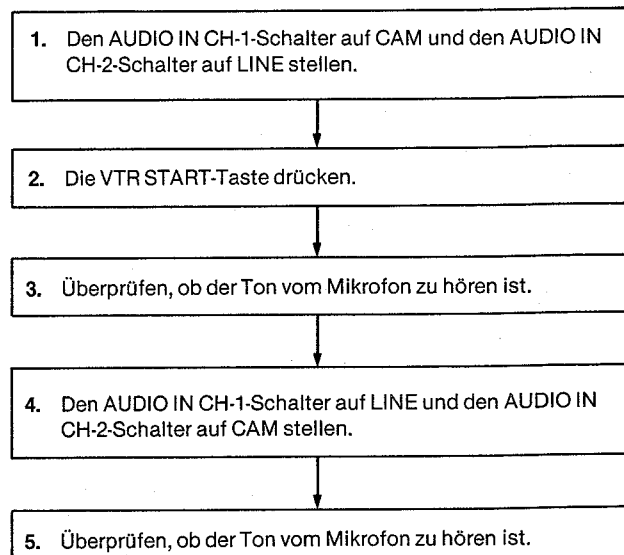 1. Den AUDIO IN CH-1-Schalter auf CAM und den AUDIO IN
CH-2-Schalter auf LINE stellen.
2. Die VTR START-Taste drücken.
3. Überprüfen, ob der Ton vom Mikrofon zu hören ist.
4. Den AUDIO IN CH-1-Schalter auf LINE und den AUDIO IN
CH-2-Schalter auf CAM stellen.
5. Überprüfen, ob der Ton vom Mikrofon zu hören ist.